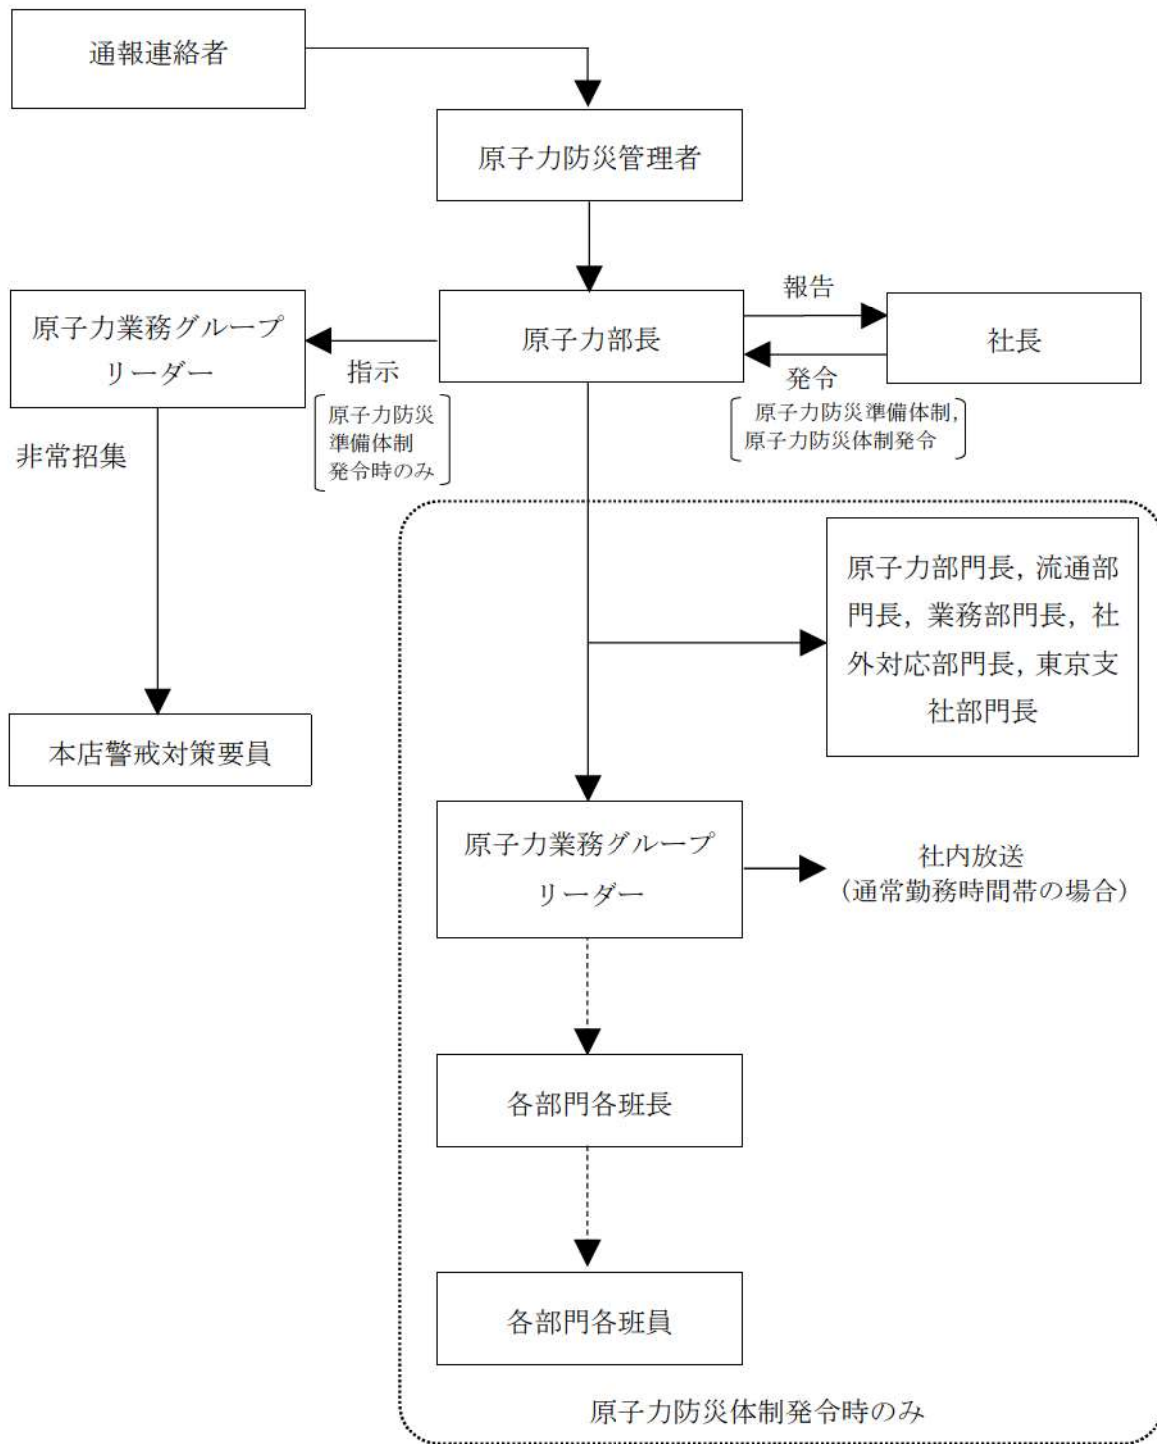 通報連絡者
原子力防災管理者
報告
原子力業務グループ
リーダー
原子力部長
社長
指示
発令
原子力防災
準備体制
発令時のみ
原子力防災準備体制,
原子力防災体制発令
非常招集
原子力部門長, 流通部
門長, 業務部門長, 社
外対応部門長, 東京支
社部門長
本店警戒対策要員
原子力業務グループ
リーダー
社内放送
(通常勤務時間帯の場合)
各部門各班長
各部門各班員
原子力防災体制発令時のみ